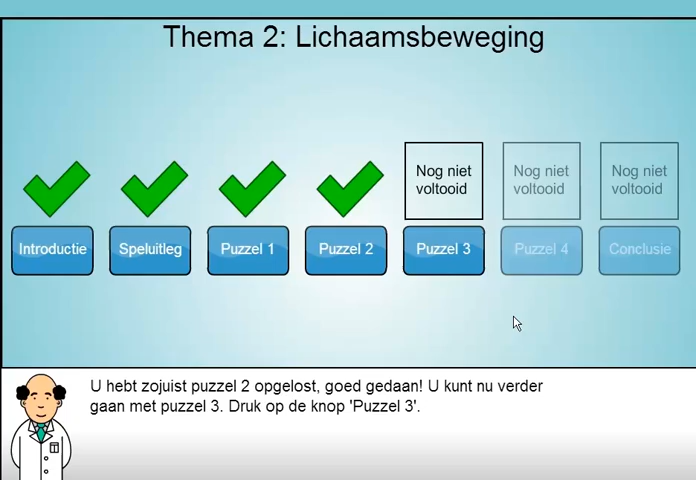 Thema 2: Lichaamsbeweging
Nog niet
voltooid
Nog niet
voltooid
Nog niet
voltooid
Introductie
Speluitleg
Puzzel 1
Puzzel 2
Puzzel 3
Puzzel 4
Conclusie
U hebt zojuist puzzel 2 opgelost, goed gedaan! U kunt nu verder
gaan met puzzel 3. Druk op de knop 'Puzzel 3'.